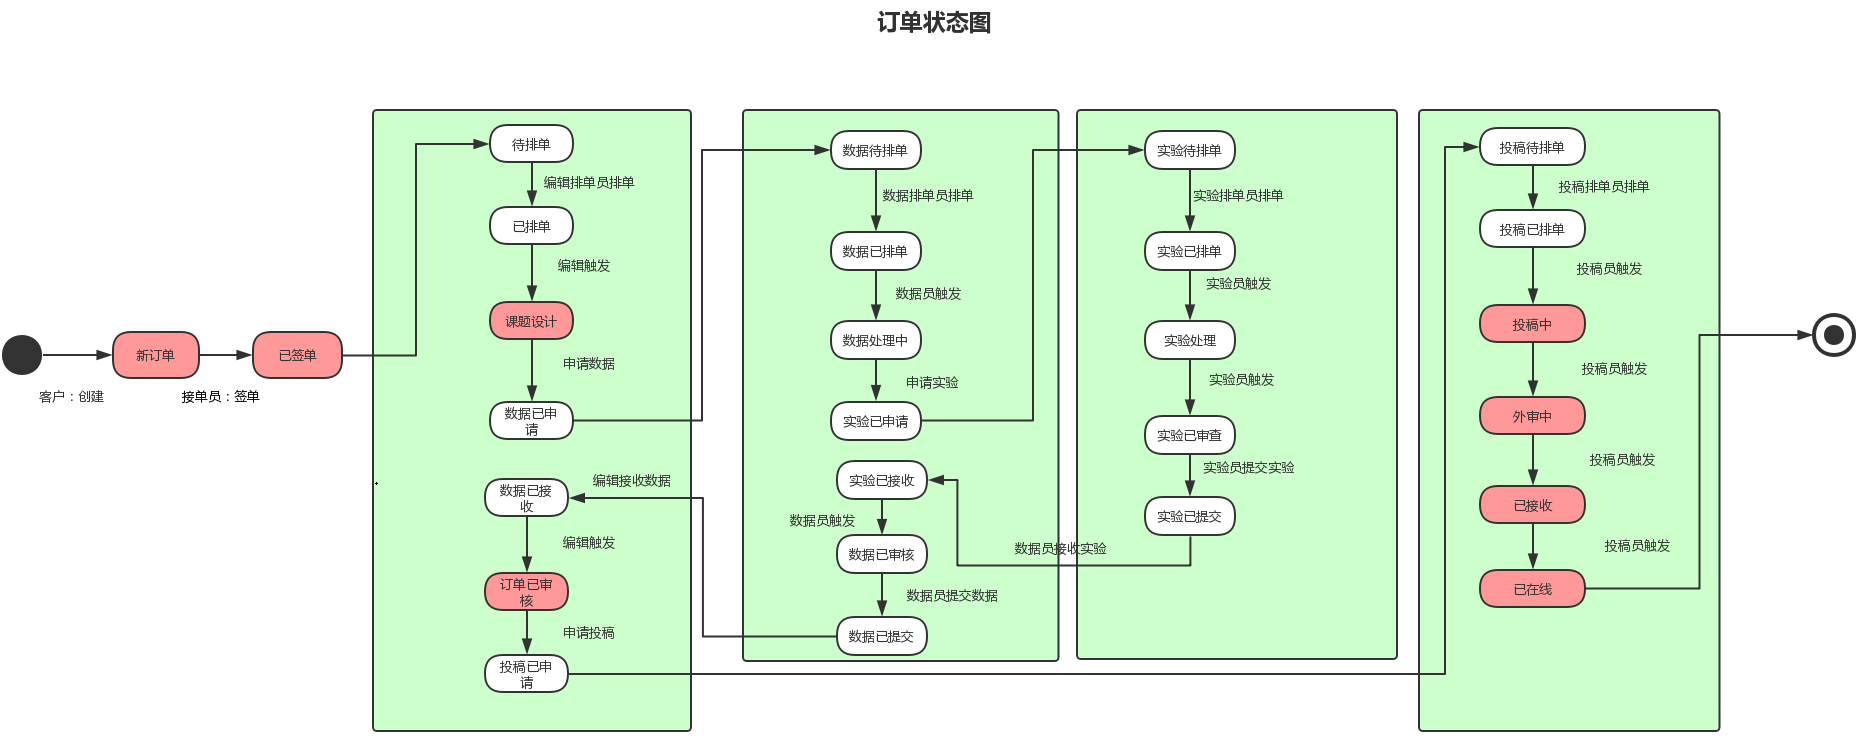 订单状态图
新订单
已签单
客户：创建
接单员：签单
待排单
编辑排单员排单
已排单
编辑触发
课题设计
申请数据
数据已申
请
编辑接收数据
数据已接
收
编辑触发
订单已审
核
申请投稿
投稿已申
请
数据待排单
数据排单员排单
数据已排单
数据员触发
数据处理中
申请实验
实验已申请
实验已接收
数据员触发
数据已审核
数据员提交数据
数据已提交
实验待排单
实验排单员排单
实验已排单
实验员触发
实验处理
实验员触发
实验已审查
实验员提交实验
实验已提交
数据员接收实验
投稿待排单
投稿排单员排单
投稿已排单
投稿员触发
投稿中
投稿员触发
外审中
投稿员触发
已接收
投稿员触发
已在线